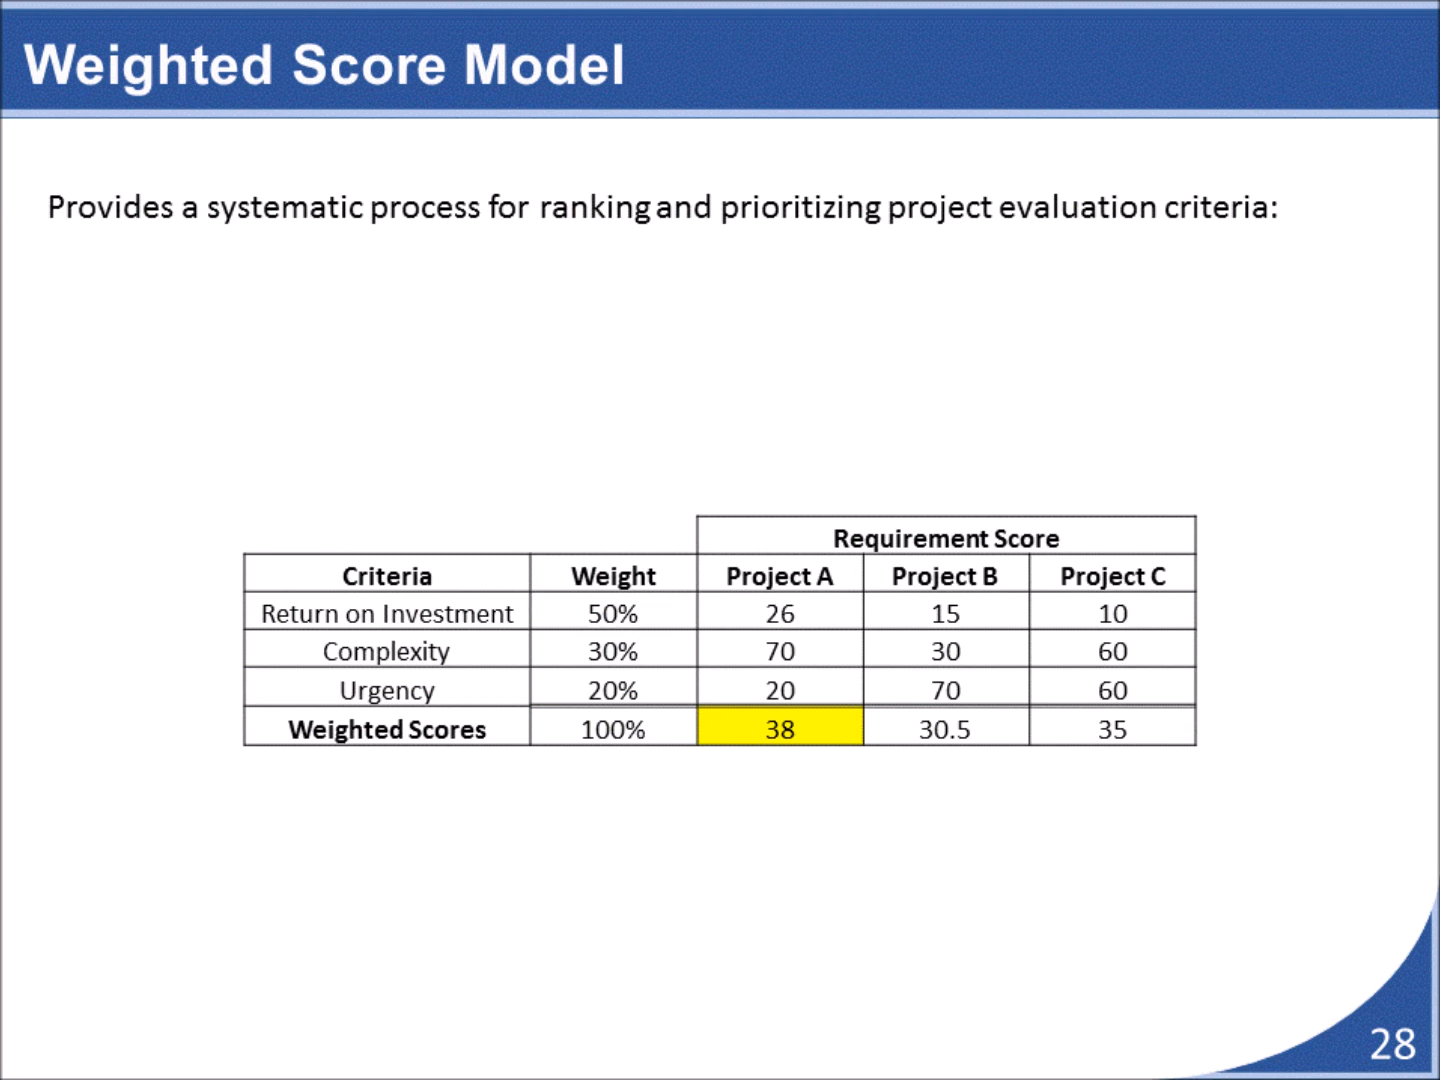 Weighted Score Model
Provides a systematic process for ranking and prioritizing project evaluation criteria:
Requirement Score
Criteria Weight Project A Project B Project C
Return on Investment 50% 26 15 10
Complexity 30% 70 30 60
Urgency 20% 20 70 60
Weighted Scores 100% 38 30.5 35
28